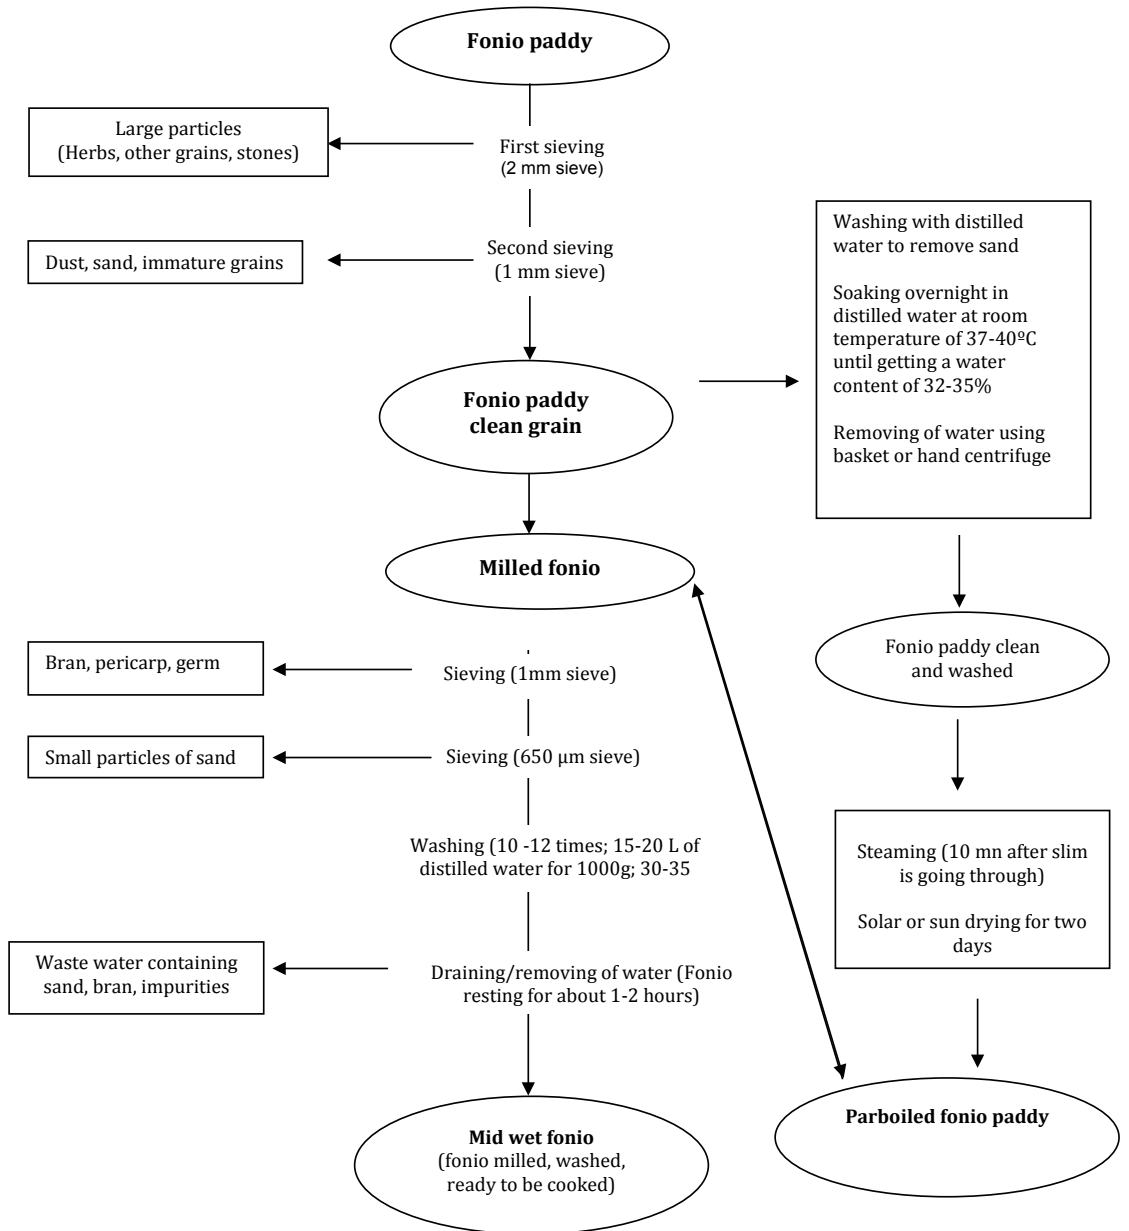 Fonio paddy
Large particles
(Herbs, other grains, stones)
First sieving
(2 mm sieve)
Second sieving
(1 mm sieve)
Dust, sand, immature grains
Washing with distilled
water to remove sand
Soaking overnight in
distilled water at room
temperature of 37-40ºC
until getting a water
content of 32-35%
Removing of water using
basket or hand centrifuge
Fonio paddy
clean grain
Milled fonio
Bran, pericarp, germ
Sieving (1mm sieve)
Fonio paddy clean
and washed
Small particles of sand
Sieving (650 µm sieve)
Washing (10 -12 times; 15-20 L of
distilled water for 1000g; 30-35
Steaming (10 mn after slim
is going through)
Solar or sun drying for two
days
Waste water containing
sand, bran, impurities
Draining/removing of water (Fonio
resting for about 1-2 hours)
Mid wet fonio
(fonio milled, washed,
ready to be cooked)
Parboiled fonio paddy